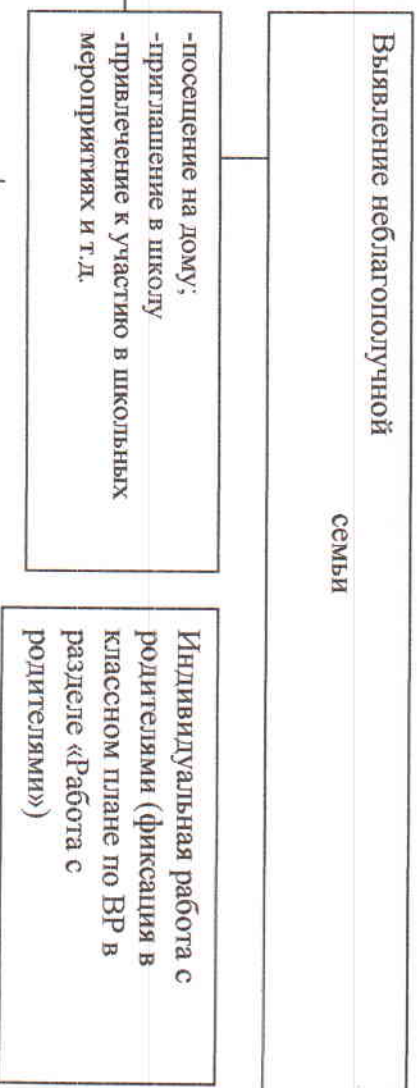 Выявление неблагополучной
семьи
-посещение на дому;
-приглашение в школу
-привлечение к участию в школьных
мероприятиях и т.д.
Индивидуальная работа с
родителями (фиксация в
классном плане по ВР в
разделе «Работа с
родителями»)